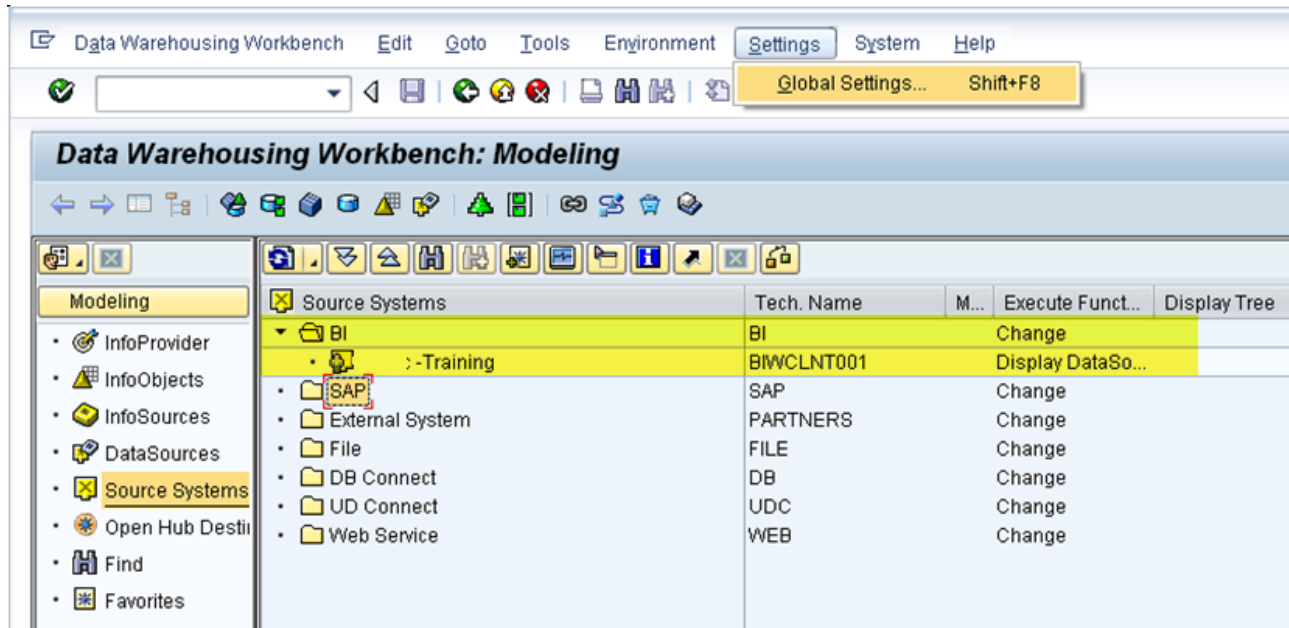 Data Warehousing Workbench Edit Goto Tools Environment Settings System Help
Global Settings... Shift+F8
Data Warehousing Workbench: Modeling
Modeling
InfoProvider
InfoObjects
InfoSources
DataSources
Source Systems
Open Hub Destin
Find
Favorites
Source Systems Tech. Name M... Execute Funct... Display Tree
BI BI Change
-Training BIWCLNT001 Display DataSo...
SAP SAP Change
External System PARTNERS Change
File FILE Change
DB Connect DB Change
UD Connect UDC Change
Web Service WEB Change